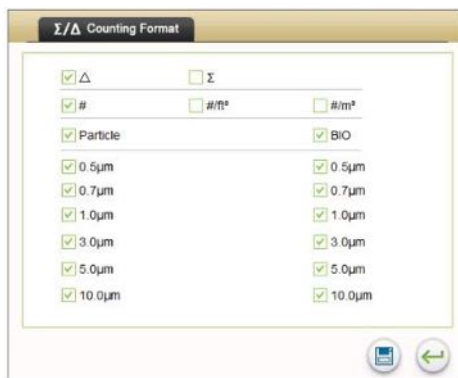 Σ/Δ Counting Format
△ Σ
# #/ft³ #/m³
Particle BIO
0.5µm 0.5µm
0.7µm 0.7µm
1.0µm 1.0µm
3.0µm 3.0µm
5.0µm 5.0µm
10.0µm 10.0µm